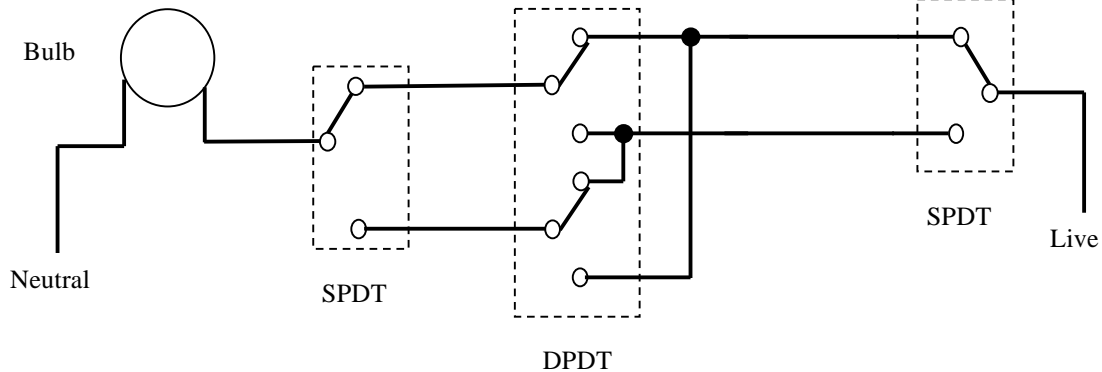 Bulb
SPDT
Live
Neutral
SPDT
DPDT